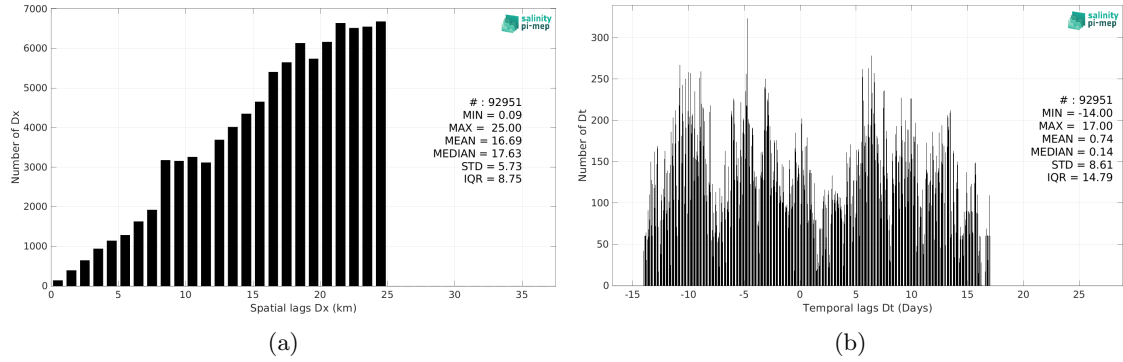 7000
6000
5000
4000
3000
2000
1000
0
Number of Dx
0 5 10 15 20 25 30 35
Spatial lags Dx (km)
salinity
pi-mep
# : 92951
MIN = 0.09
MAX = 25.00
MEAN = 16.69
MEDIAN = 17.63
STD = 5.73
IQR = 8.75
(a)
300
250
200
150
100
50
0
Number of Dt
-15 -10 -5 0 5 10 15 20 25
Temporal lags Dt (Days)
salinity
pi-mep
# : 92951
MIN = -14.00
MAX = 17.00
MEAN = 0.74
MEDIAN = 0.14
STD = 8.61
IQR = 14.79
(b)